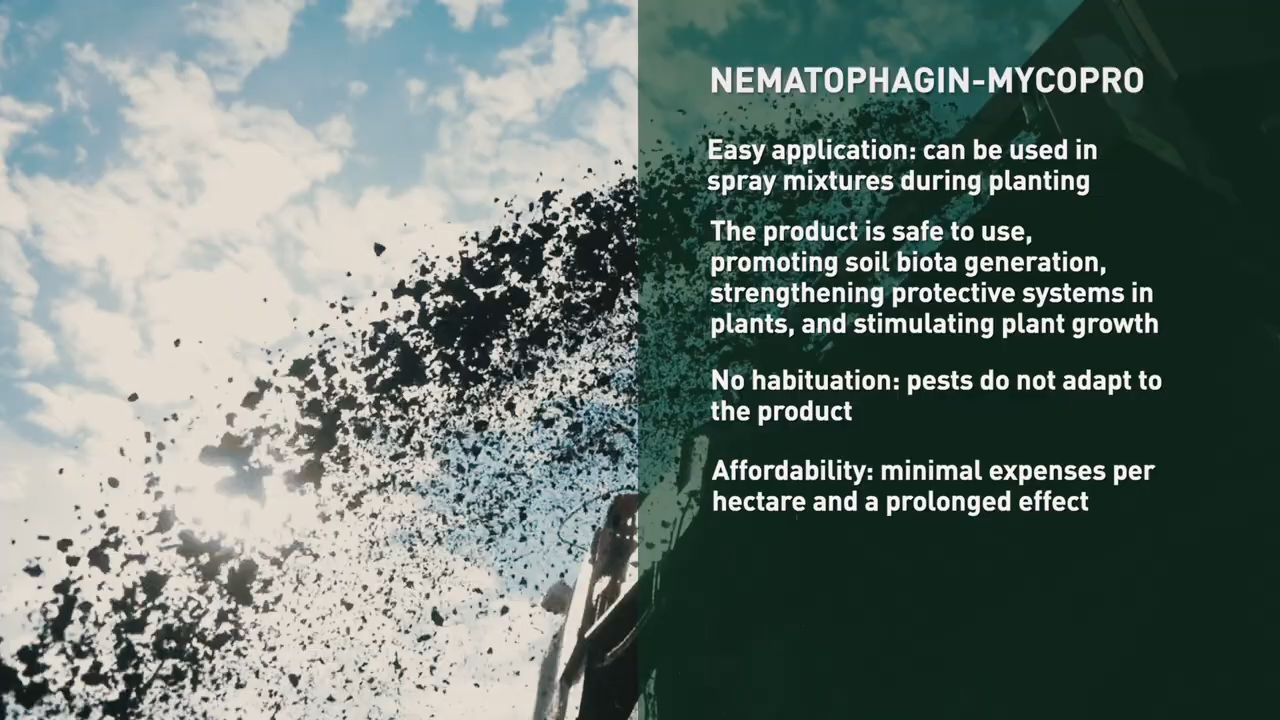 NEMATOPHAGIN-MYCOPRO
Easy application: can be used in
spray mixtures during planting
The product is safe to use,
promoting soil biota generation,
strengthening protective systems in
plants, and stimulating plant growth
No habituation: pests do not adapt to
the product
Affordability: minimal expenses per
hectare and a prolonged effect